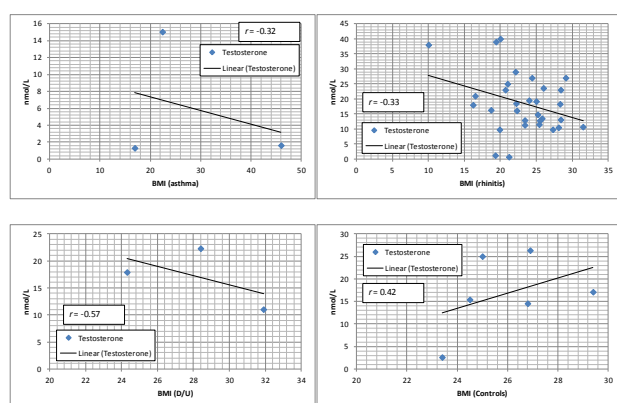 16
14
12
10
8
6
4
2
0
nmol/L
r = -0.32
Testosterone
Linear (Testosterone)
0 10 20 30 40 50
BMI (asthma)
45
40
35
30
25
20
15
10
5
0
nmol/L
r = -0.33
Testosterone
Linear (Testosterone)
0 5 10 15 20 25 30 35
BMI (rhinitis)
25
20
15
10
5
0
nmol/L
r = -0.57
Testosterone
Linear (Testosterone)
20 22 24 26 28 30 32 34
BMI (D/U)
30
25
20
15
10
5
0
nmol/L
Testosterone
Linear (Testosterone)
r = 0.42
20 22 24 26 28 30
BMI (Controls)